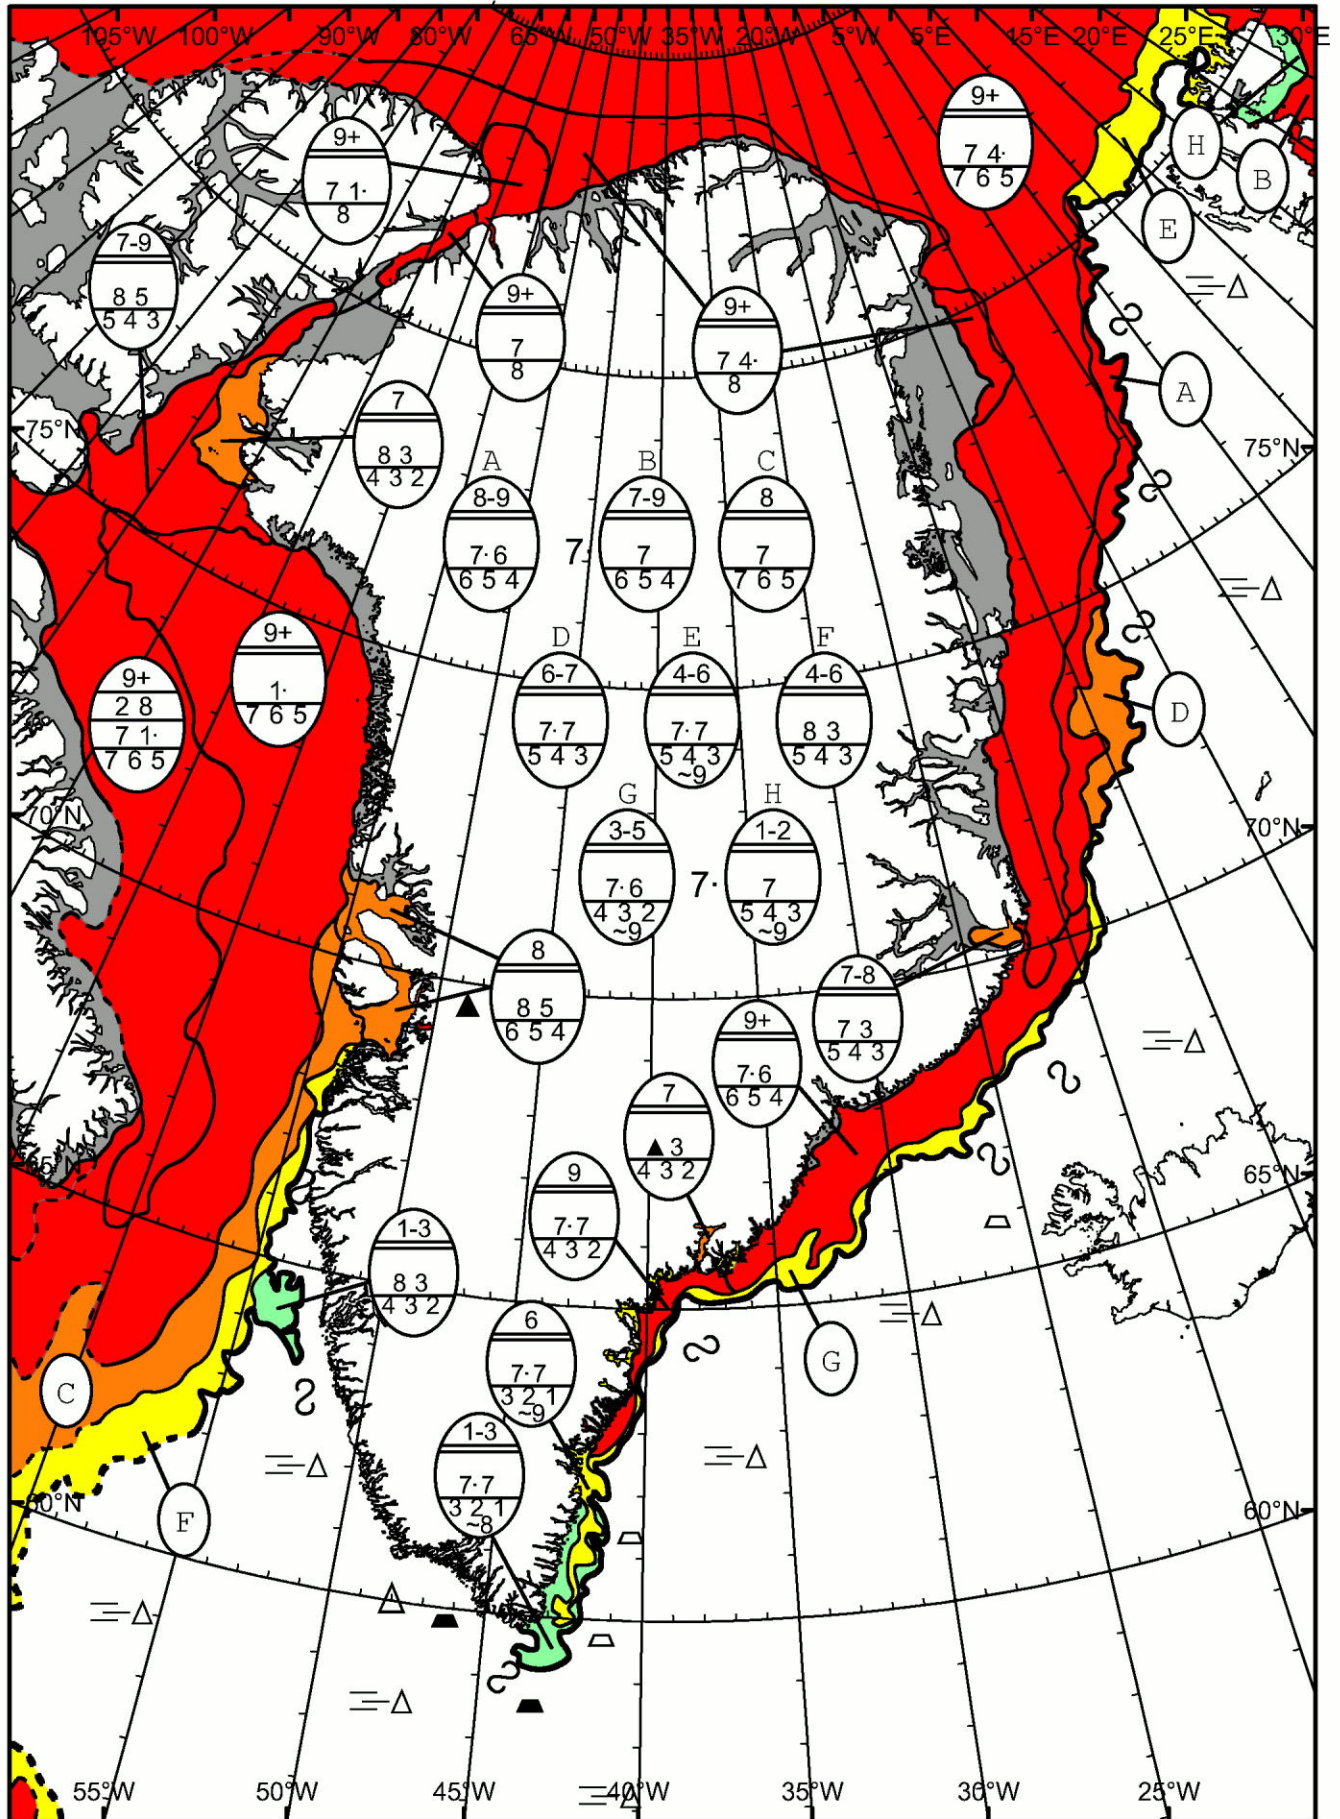 105°W 100°W 90°W 80°W 65°W 50°W 35°W 20°W 5°W 5°E 15°E 20°E 25°E 30°E
9+
7 4·
7 6 5
9+
7 1·
8
H
B
E
7-9
8 5
5 4 3
9+
7
8
9+
7 4·
8
A
75°N
75°N
7
8 3
4 3 2
A
8-9
7·6
6 5 4
7·
B
7-9
7
6 5 4
C
8
7
7 6 5
9+
1·
7 6 5
9+
2 8
7 1·
7 6 5
D
6-7
7·7
5 4 3
E
4-6
7·7
5 4 3
~9
F
4-6
8 3
5 4 3
D
70°N
70°N
G
3-5
7·6
4 3 2
~9
7·
H
1-2
7
5 4 3
~9
8
8 5
6 5 4
7-8
7 3
5 4 3
9+
7·6
6 5 4
7
▲3
4 3 2
65°N
65°N
9
7·7
4 3 2
1-3
8 3
4 3 2
6
7·7
3 2 1
~9
G
C
1-3
7·7
3 2 1
~8
F
60°N
60°N
55°W 50°W 45°W 40°W 35°W 30°W 25°W